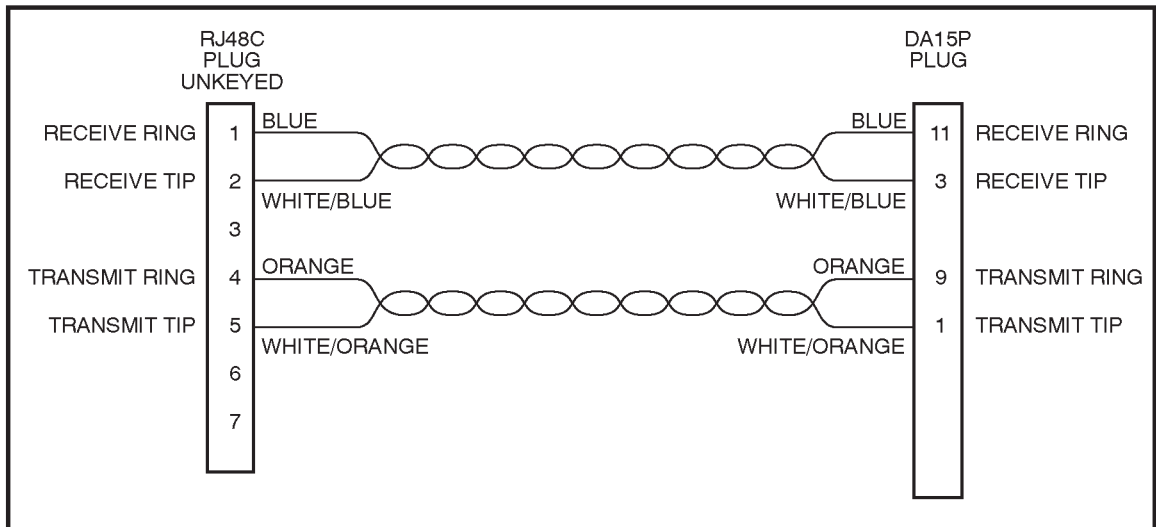 RJ48C
PLUG
UNKEYED
DA15P
PLUG
RECEIVE RING 1 BLUE BLUE 11 RECEIVE RING
RECEIVE TIP 2 WHITE/BLUE WHITE/BLUE 3 RECEIVE TIP
3
TRANSMIT RING 4 ORANGE ORANGE 9 TRANSMIT RING
TRANSMIT TIP 5 WHITE/ORANGE WHITE/ORANGE 1 TRANSMIT TIP
6
7